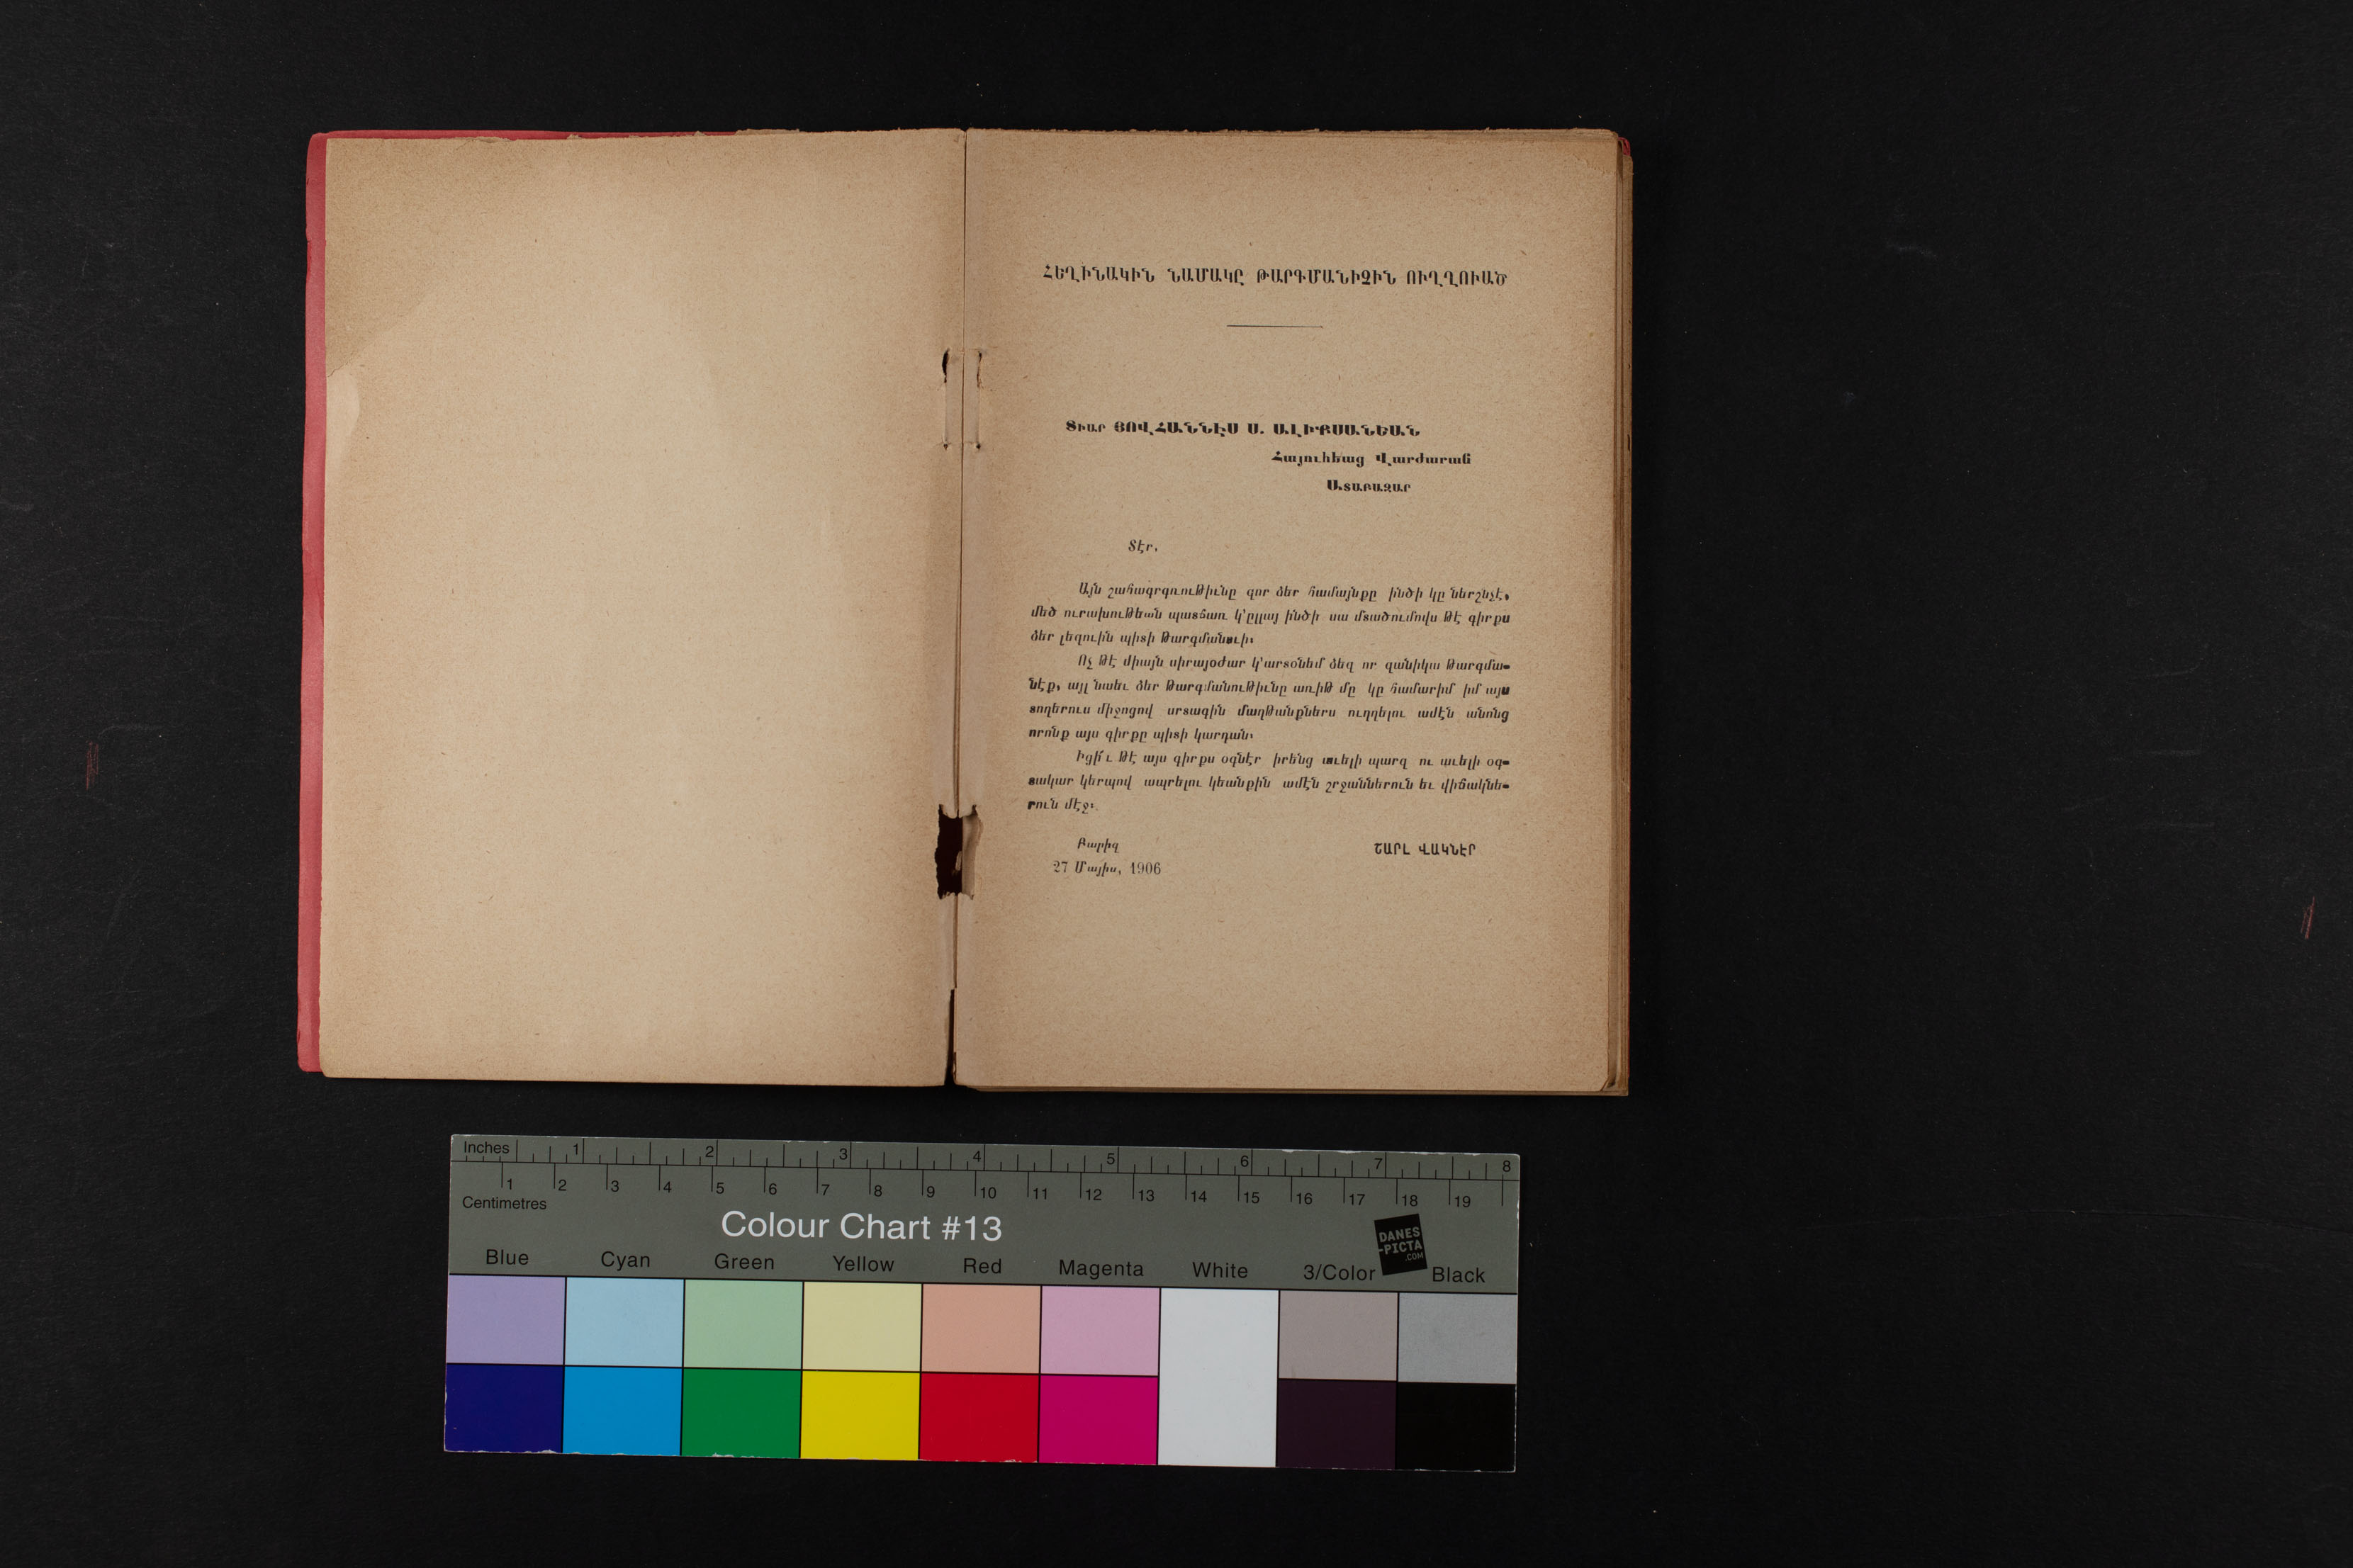 ՀԵՂԻՆԱԿԻՆ ՆԱՄԱԿԸ ԹԱՐԳՄԱՆԻՉԻՆ ՈՒՂՂՈՒԱԾ
Տիար ՅՈՎՀԱՆՆԷՍ Ս. ԱԼԻՔՍԱՆԵԱՆ
Հայուհեաց Վարժարան
Ատաբազար
Տէր,
Այն շահագրգռութիւնը զոր ձեր համայնքը ինծի կը ներշնչէ,
մեծ ուրախութեան պատճառ կ'ըլլայ ինծի սա մտածումովս թէ գիրքս
ձեր լեզուին պիտի թարգմանուի։
Ոչ թէ միայն սիրայօժար կ'արտօնեմ ձեզ որ զանիկա թարգմա-
նէք, այլ նաեւ ձեր թարգմանութիւնը առիթ մը կը համարիմ իմ այս
տողերուս միջոցով սրտագին մաղթանքներս ուղղելու ամէն անոնց
որոնք այս գիրքը պիտի կարդան։
Իցի՜ւ թէ այս գիրքս օգնէր իրենց աւելի պարզ ու աւելի օգ-
տակար կերպով ապրելու կեանքին ամէն շրջաններուն եւ վիճակնե-
րուն մէջ։
Բարիզ
ՇԱՐԼ ՎԱԿՆԷՐ
27 Մայիս, 1906
Inches 1 2 3 4 5 6 7 8
1 2 3 4 5 6 7 8 9 10 11 12 13 14 15 16 17 18 19
Centimetres
Colour Chart #13
DANES
-PICTA
.COM
Blue Cyan Green Yellow Red Magenta White 3/Color Black